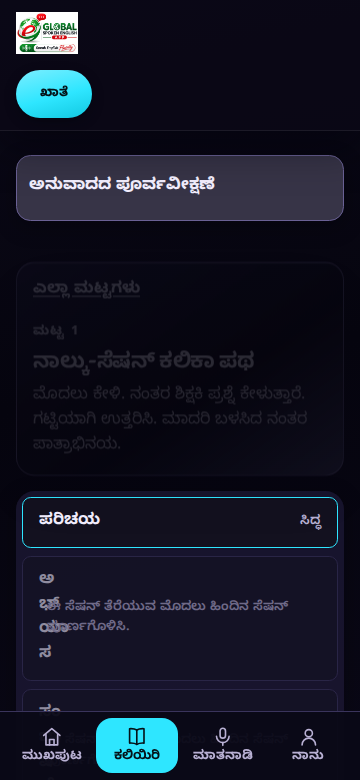 GLOBAL
SPOKEN ENGLISH
ಖಾತೆ
ಅನುವಾದದ ಪೂರ್ವವೀಕ್ಷಣೆ
ಎಲ್ಲಾ ಮಟ್ಟಗಳು
ಮಟ್ಟ 1
ನಾಲ್ಕು-ಸೆಷನ್ ಕಲಿಕಾ ಪಥ
ಮೊದಲು ಕೇಳಿ. ನಂತರ ಶಿಕ್ಷಕಿ ಪ್ರಶ್ನೆ ಕೇಳುತ್ತಾರೆ.
ಗಟ್ಟಿಯಾಗಿ ಉತ್ತರಿಸಿ. ಮಾದರಿ ಬಳಸಿದ ನಂತರ
ಪಾತ್ರಾಭಿನಯ.
ಪರಿಚಯ
ಸಿದ್ಧ
ಅಭ್ಯಾಸ
ಈ ಸೆಷನ್ ತೆರೆಯುವ ಮೊದಲು ಹಿಂದಿನ ಸೆಷನ್
ಪೂರ್ಣಗೊಳಿಸಿ.
ಮುಖಪುಟ
ಕಲಿಯಿರಿ
ಮಾತನಾಡಿ
ನಾನು